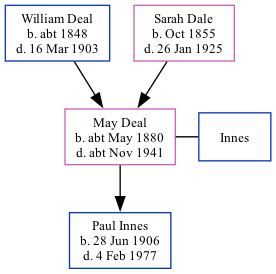 William Deal
b. abt 1848
d. 16 Mar 1903
Sarah Dale
b. Oct 1855
d. 26 Jan 1925
May Deal
b. abt May 1880
d. abt Nov 1941
Innes
Paul Innes
b. 28 Jun 1906
d. 4 Feb 1977